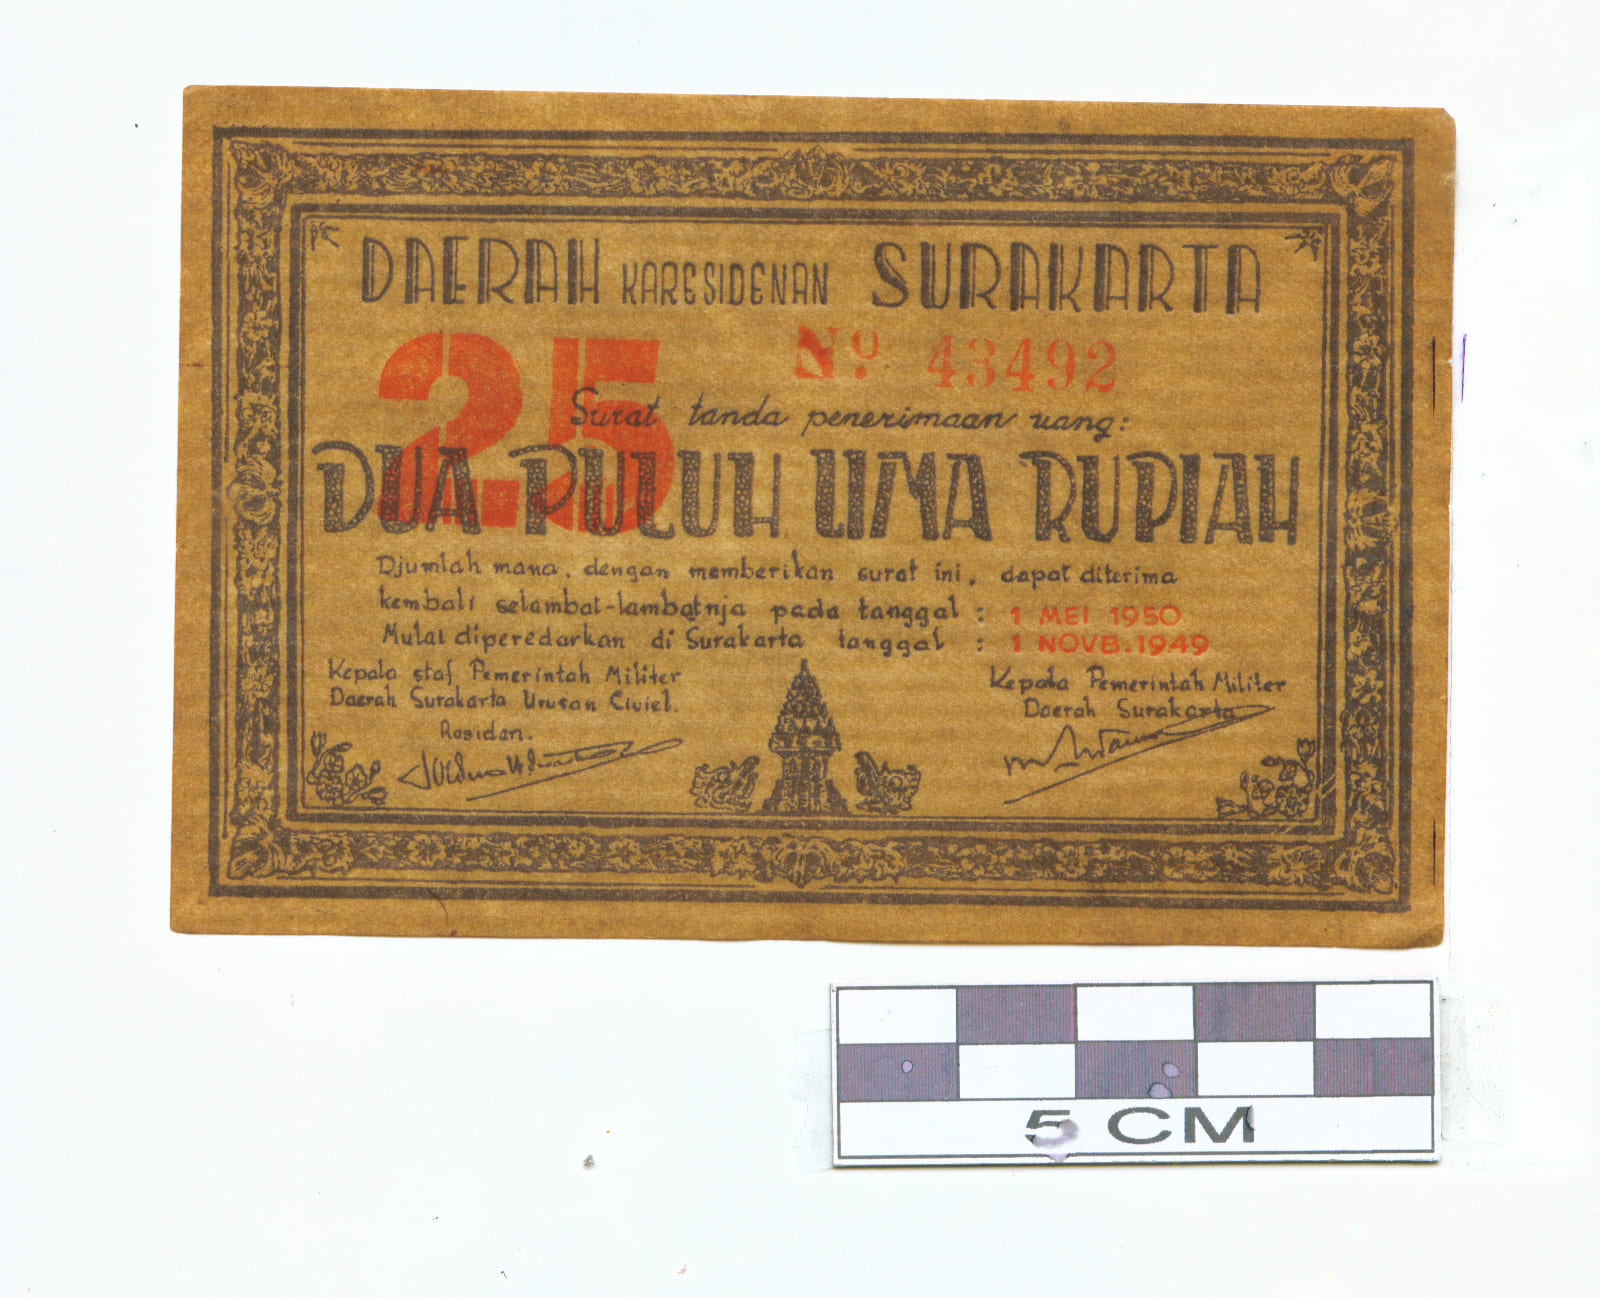 DAERAH KARESIDENAN SURAKARTA
25
Nº 43492
Surat tanda penerimaan uang:
DUA PULUH LIMA RUPIAH
Djumlah mana, dengan memberikan surat ini, dapat diterima
kembali selambat-lambatnja pada tanggal : 1 MEI 1950
Mulai diperedarkan di Surakarta tanggal : 1 NOVB. 1949
Kepala staf Pemerintah Militer
Daerah Surakarta Urusan Civiel.
Residen.
Kepala Pemerintah Militer
Daerah Surakarta
5 CM